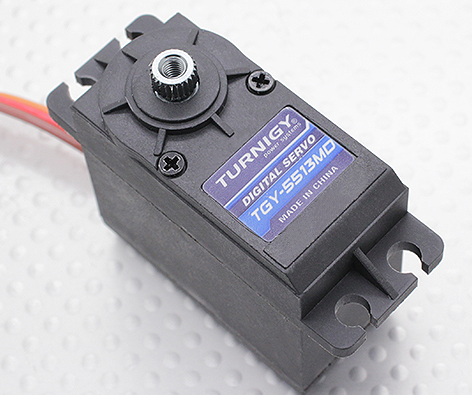 TURNIGY®
power systems
DIGITAL SERVO
TGY-5513MD
MADE IN CHINA